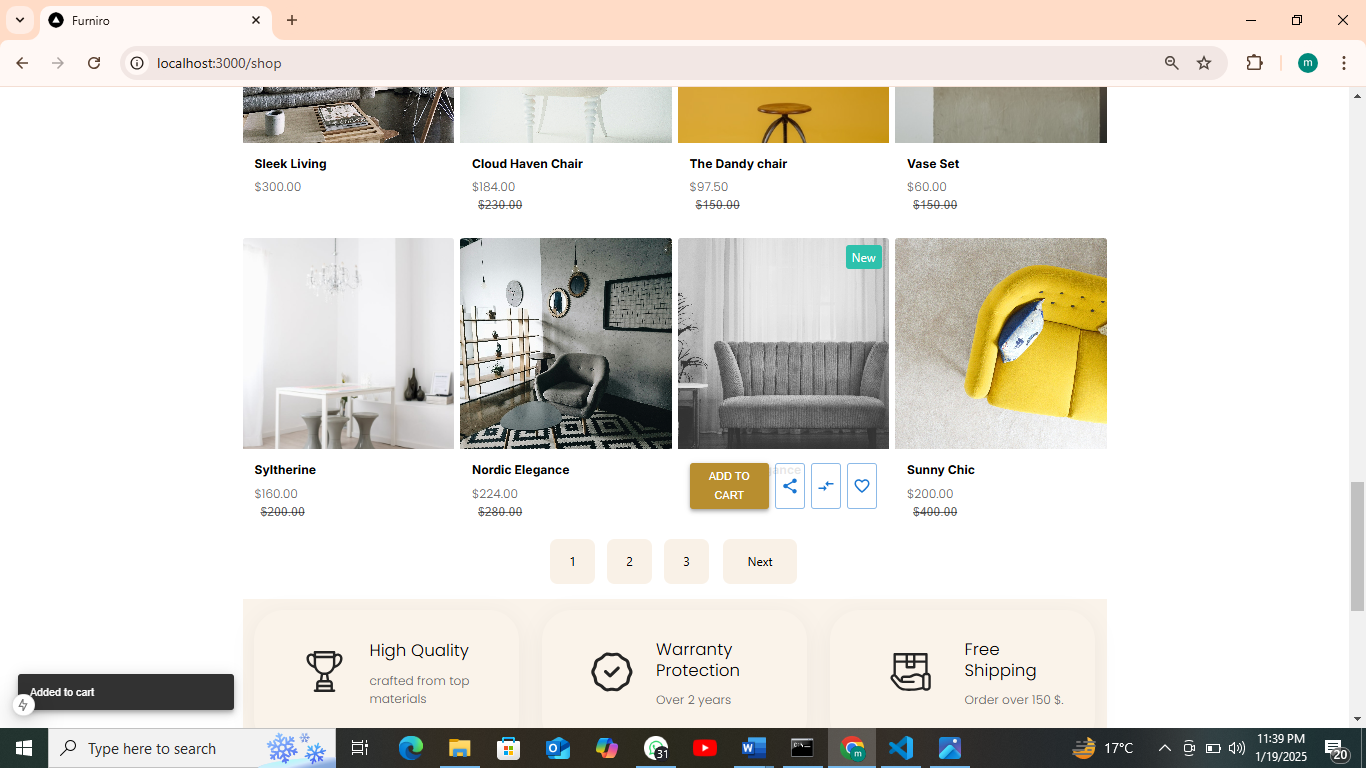 Furniro
localhost:3000/shop
m
Sleek Living
Cloud Haven Chair
The Dandy chair
Vase Set
$300.00
$184.00
$97.50
$60.00
$230.00
$150.00
$150.00
New
Syltherine
Nordic Elegance
ADD TO
CART
Sunny Chic
$160.00
$224.00
$200.00
$200.00
$280.00
$400.00
1
2
3
Next
High Quality
crafted from top
materials
Warranty
Protection
Over 2 years
Free
Shipping
Order over 150 $.
Added to cart
Type here to search
31
17°C
11:39 PM
1/19/2025
20